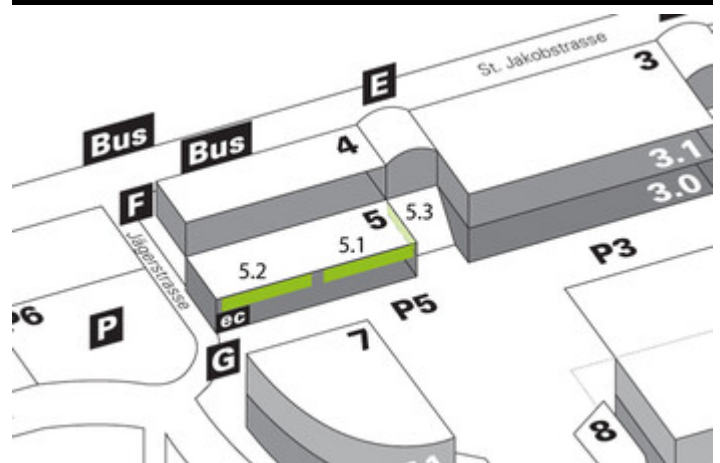 St. Jakobstrasse
3
E
Bus
Bus
4
3.1
3.0
F
5
5.3
5.1
5.2
Jägerstrasse
P3
P5
P6
P
ec
G
7
8